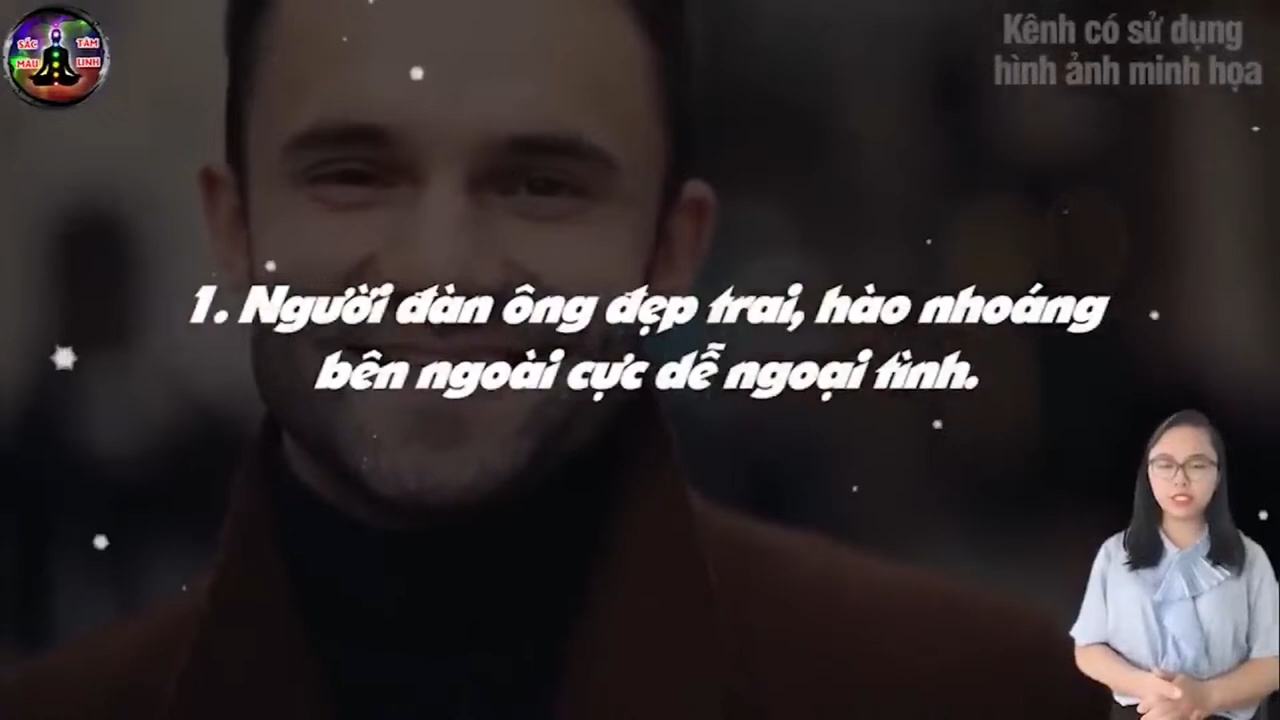 SẮC TÂM
MÀU LINH
Kênh có sử dụng
hình ảnh minh họa
1. Người đàn ông đẹp trai, hào nhoáng
bên ngoài cực dễ ngoại tình.